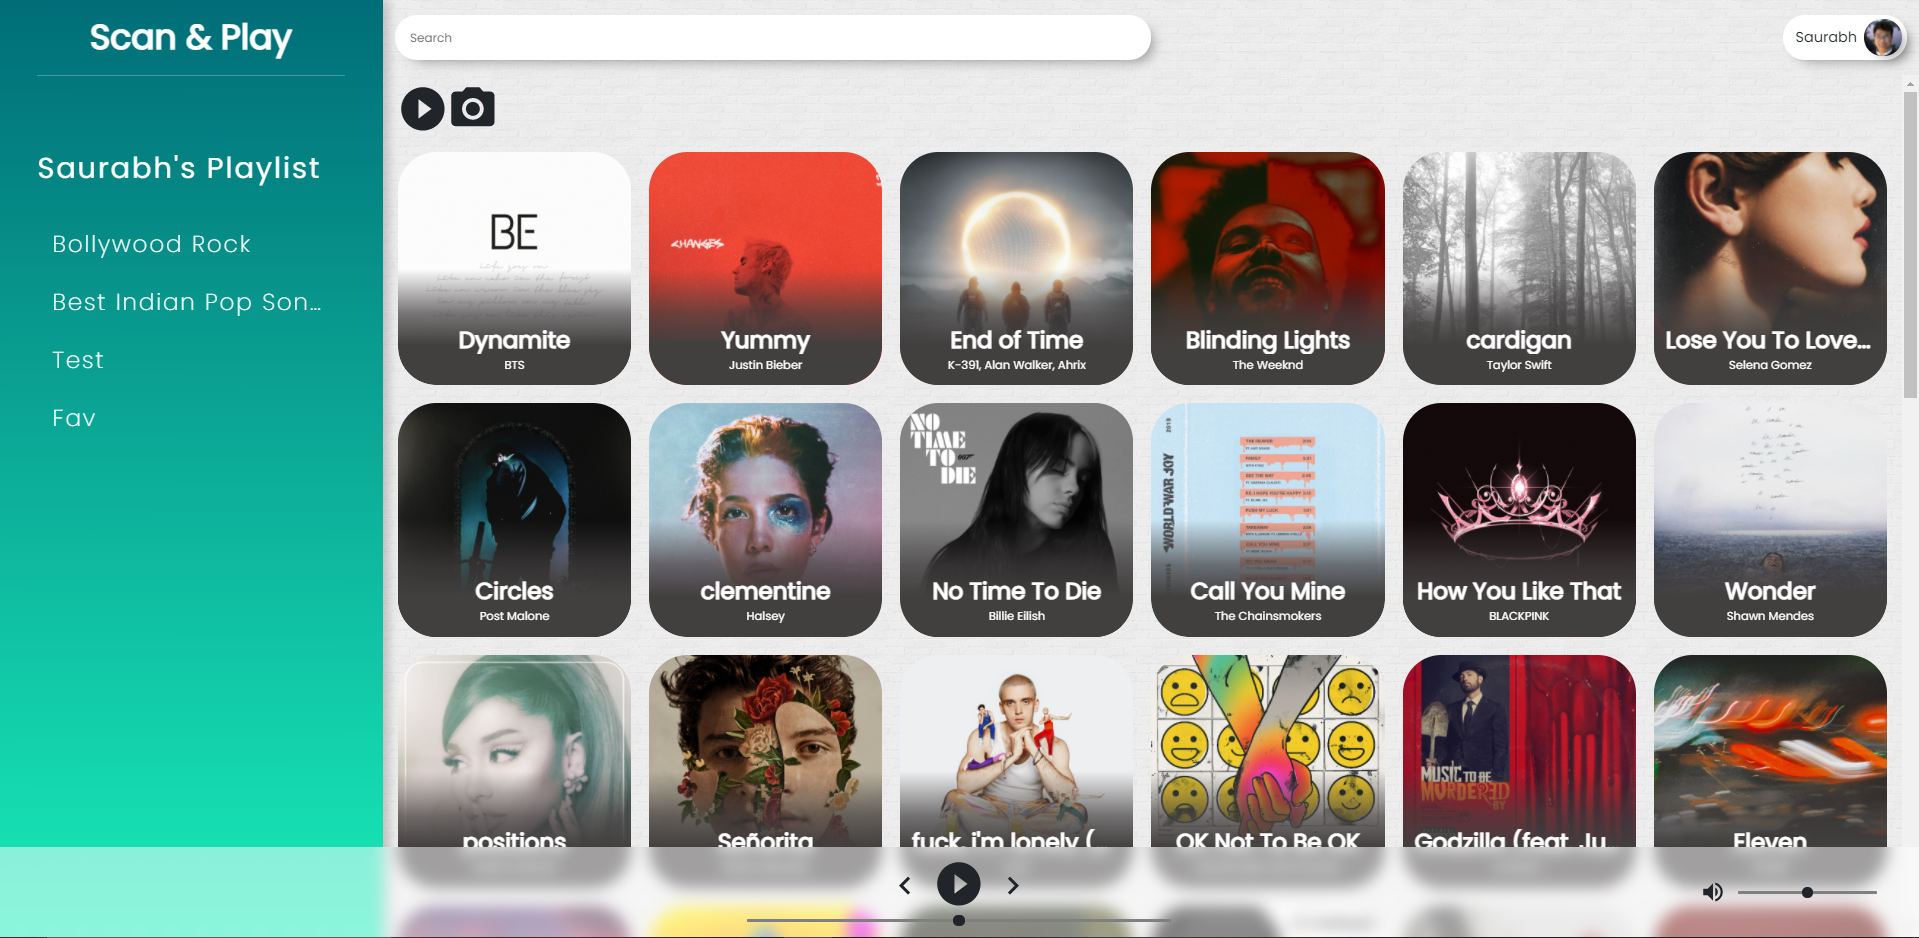 Scan & Play
Search
Saurabh
Saurabh's Playlist
Bollywood Rock
Best Indian Pop Son...
Test
Fav
BE
Dynamite
BTS
CHANGES
Yummy
Justin Bieber
End of Time
K-391, Alan Walker, Ahrix
Blinding Lights
The Weeknd
cardigan
Taylor Swift
Lose You To Love...
Selena Gomez
Circles
Post Malone
clementine
Halsey
NO
TIME
TO 007
DIE
No Time To Die
Billie Eilish
2019
WORLD WAR JOY
Call You Mine
The Chainsmokers
How You Like That
BLACKPINK
Wonder
Shawn Mendes
positions
Señorita
fuck, i'm lonely (...
OK Not To Be OK
MUSIC TO BE
MURDERED
BY
Godzilla (feat. Ju...
Eleven